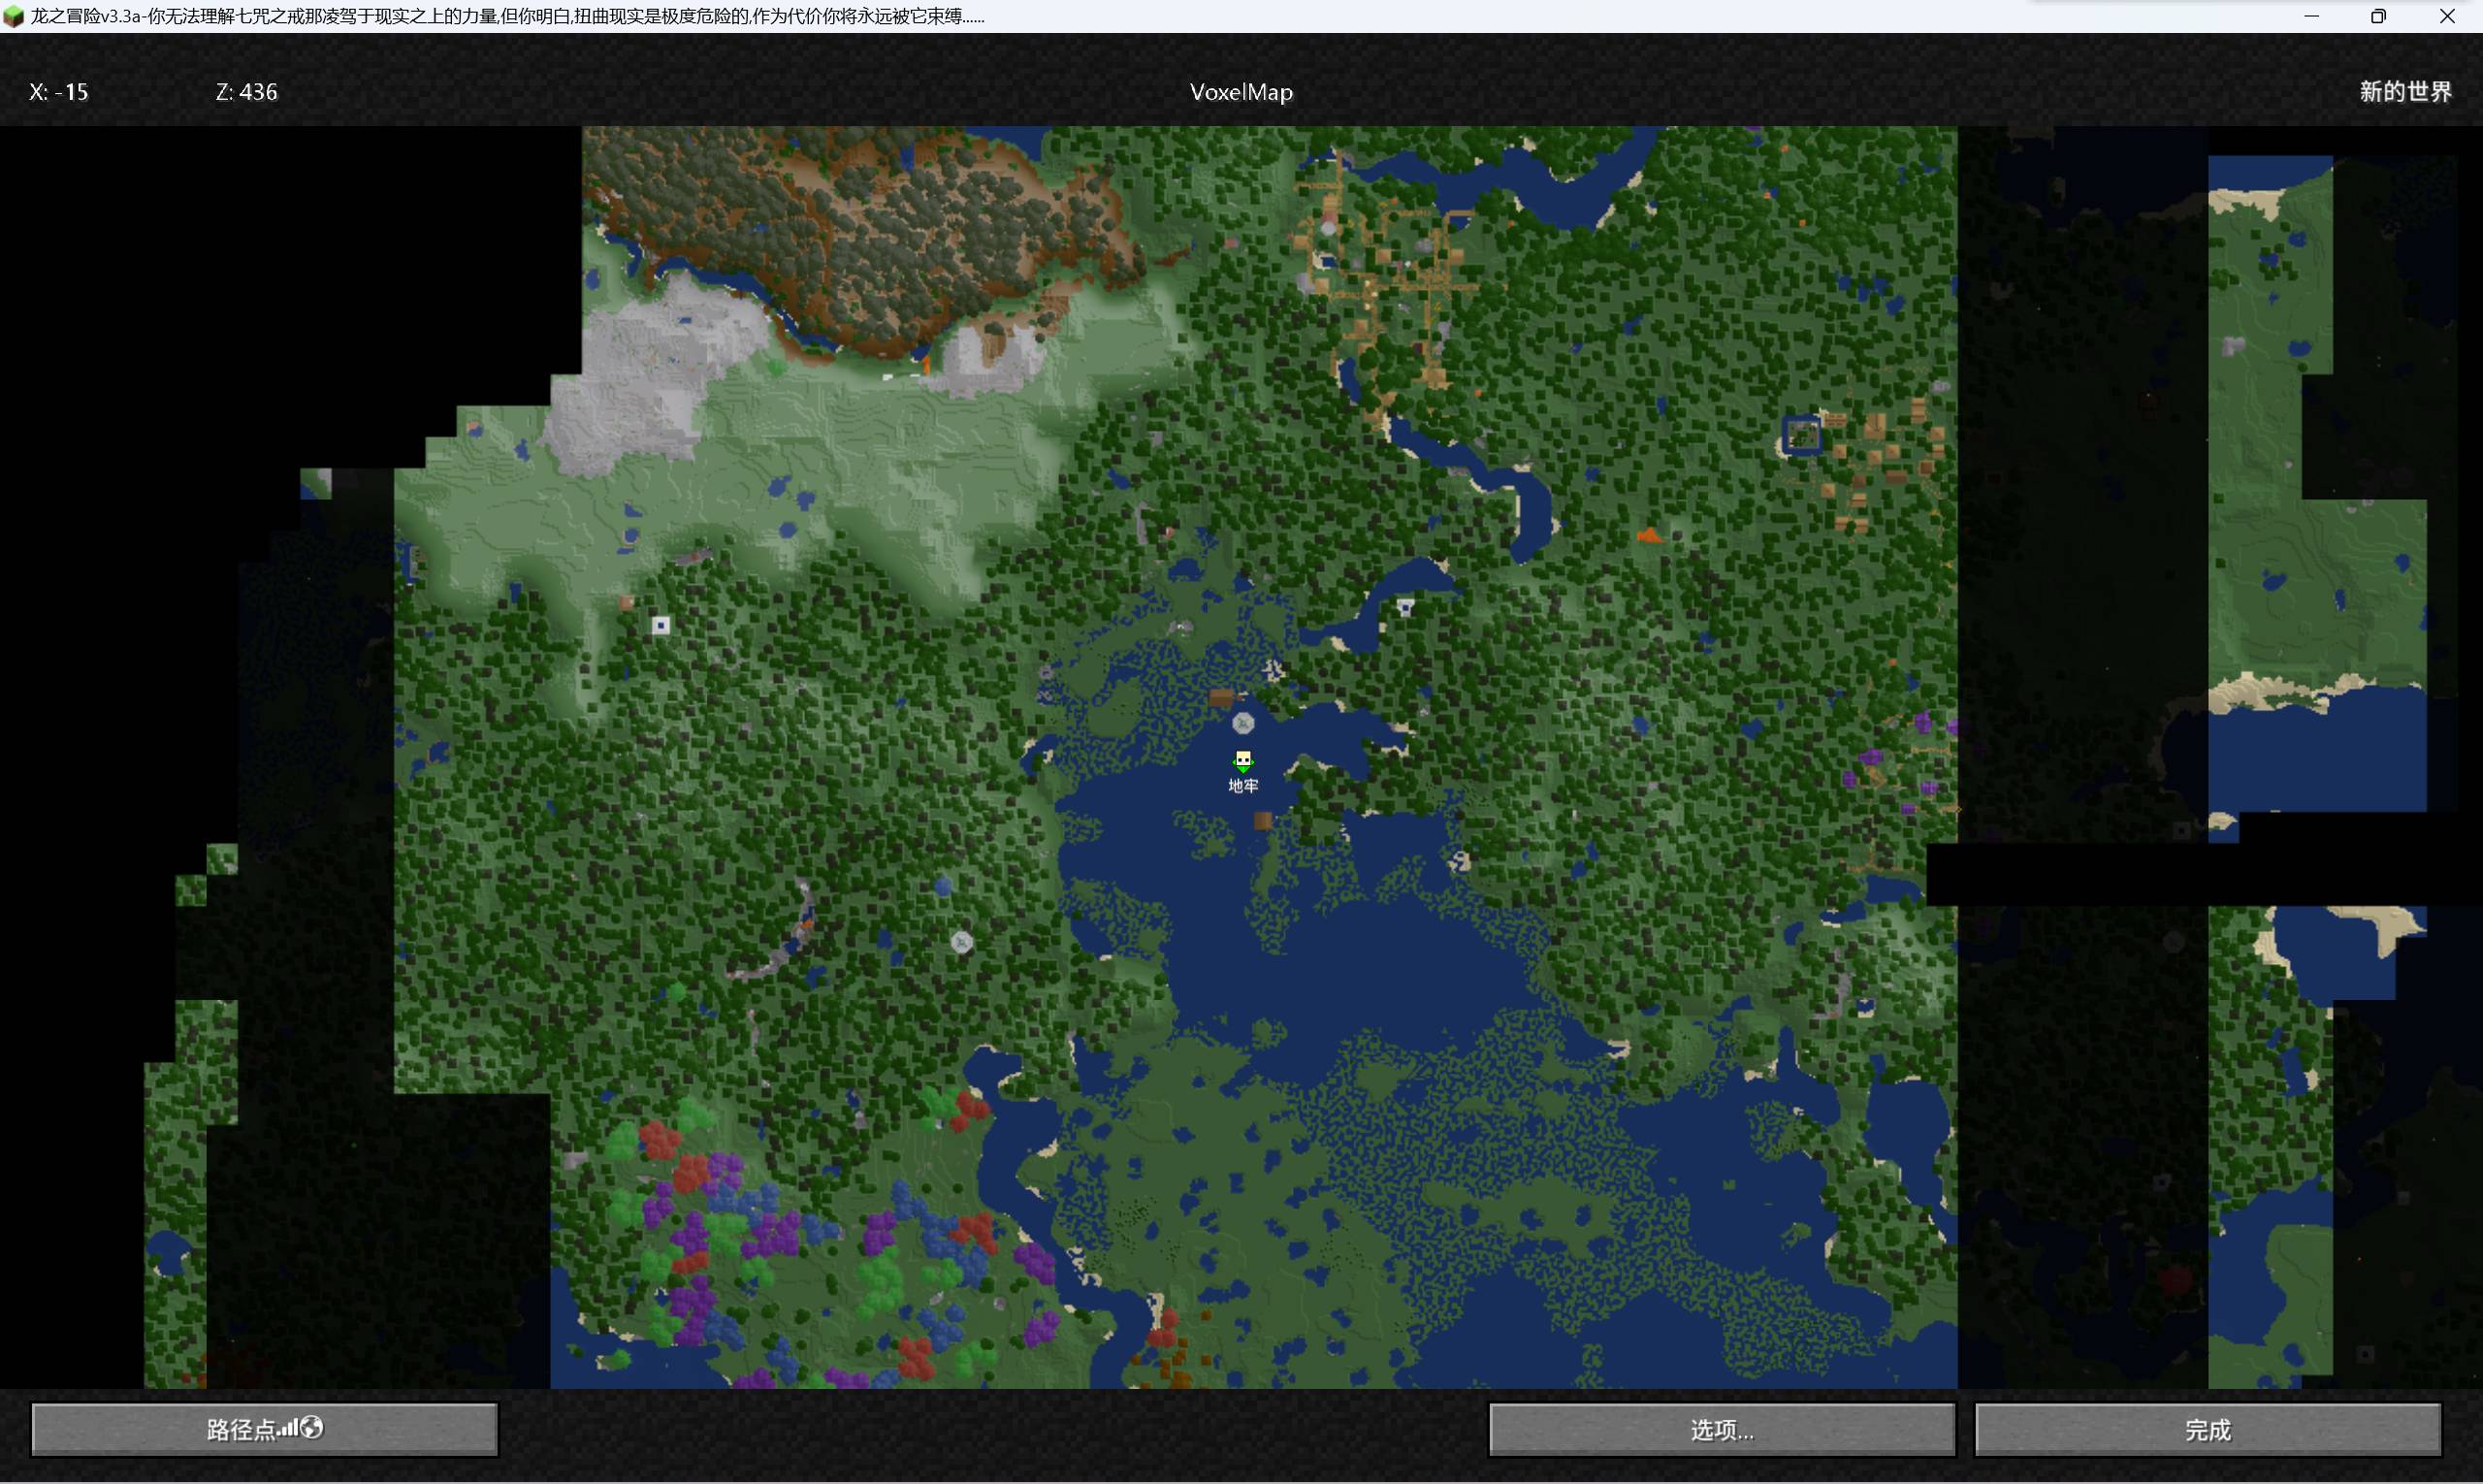 龙之冒险v3.3a-你无法理解七咒之戒那凌驾于现实之上的力量,但你明白,扭曲现实是极度危险的,作为代价你将永远被它束缚......
X: -15
Z: 436
VoxelMap
新的世界
地牢
路径点
选项...
完成